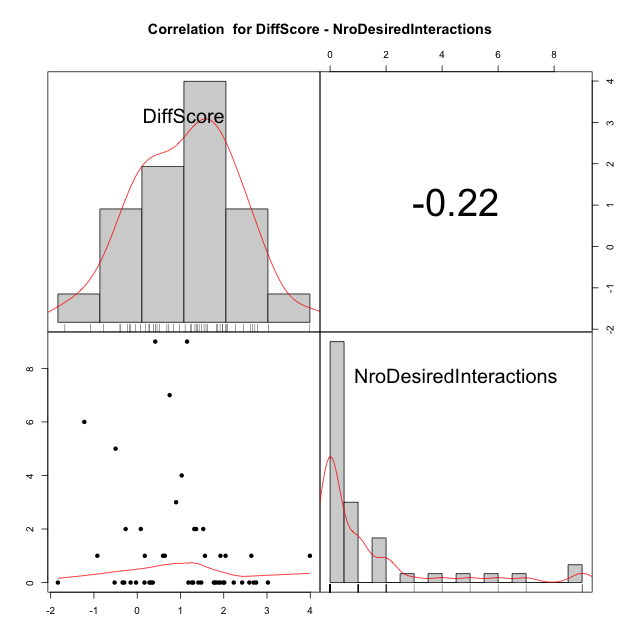 Correlation  for DiffScore - NroDesiredInteractions
0 2 4 6 8
DiffScore
-0.22
4
3
2
1
0
-1
-2
8
6
4
2
0
NroDesiredInteractions
-2 -1 0 1 2 3 4